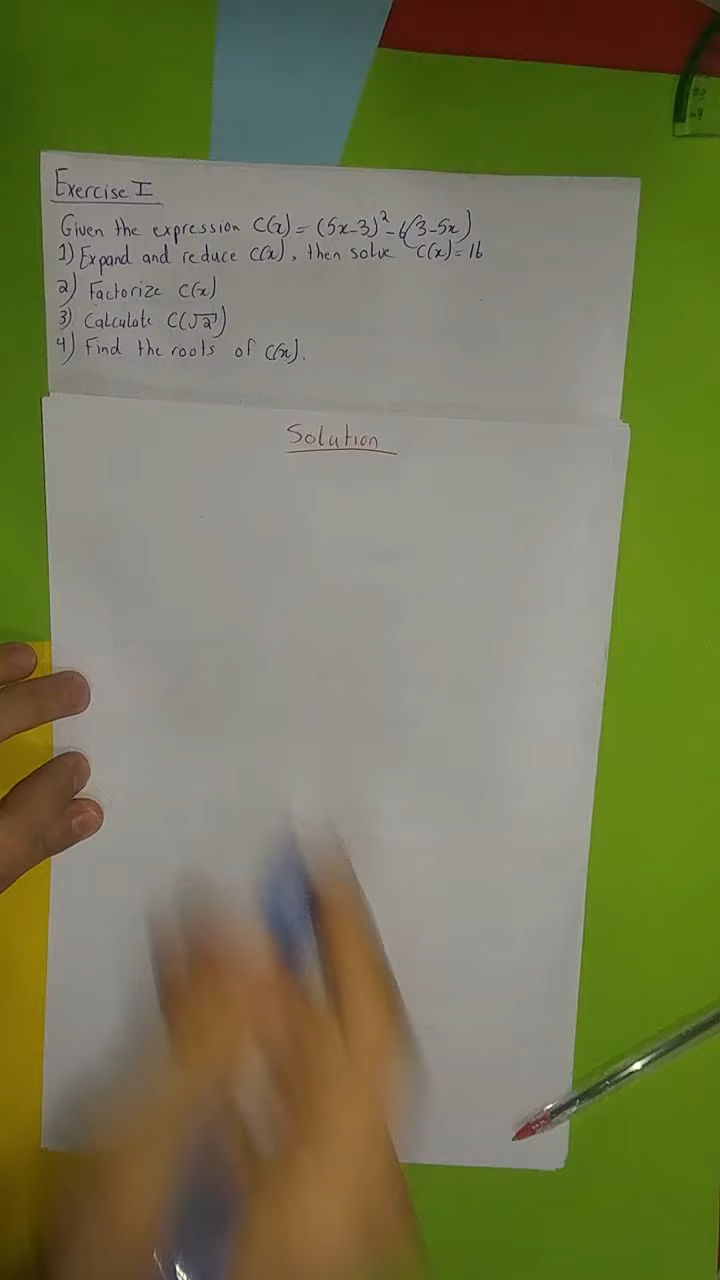 Exercise I
Given the expression C(x) = (5x-3)² - 6(3-5x)
1) Expand and reduce C(x), then solve C(x) = 16
2) Factorize C(x)
3) Calculate C(√2)
4) Find the roots of C(x).
Solution